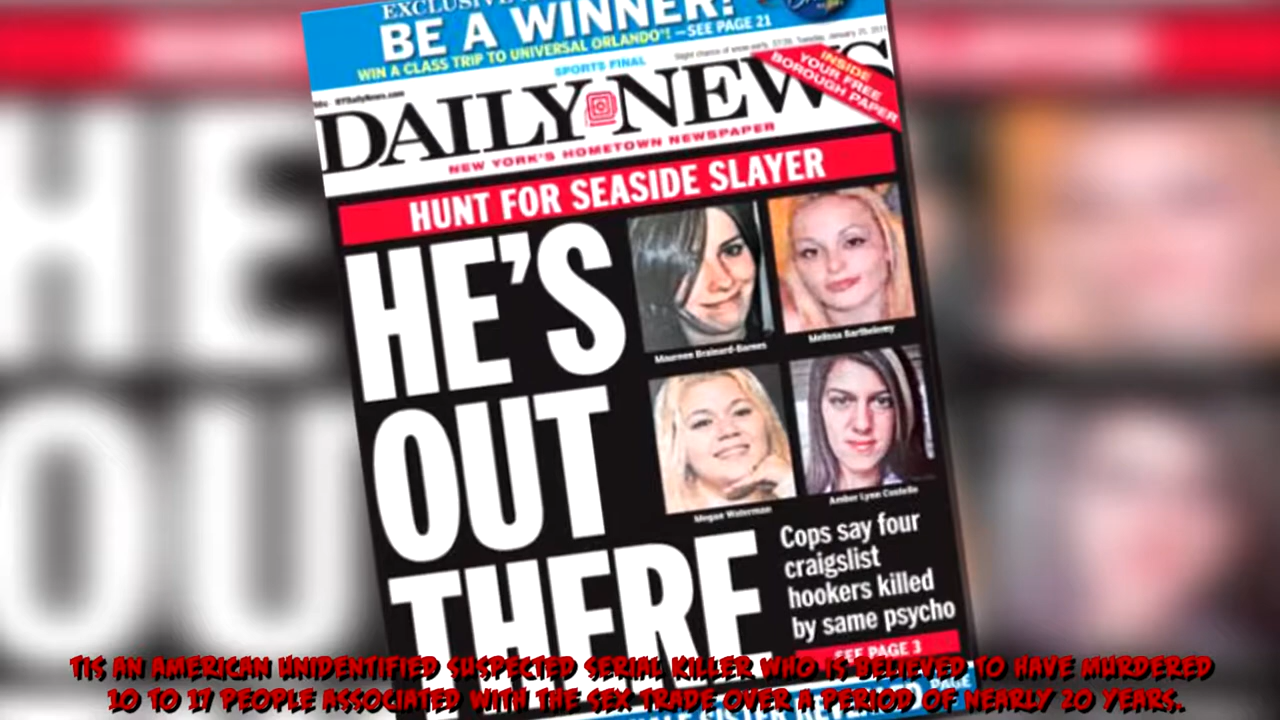 EXCLUSIVE
BE A WINNER!
WIN A CLASS TRIP TO UNIVERSAL ORLANDO! —SEE PAGE 21
SPORTS FINAL
NYDailyNews.com
DAILY NEWS
NEW YORK'S HOMETOWN NEWSPAPER
INSIDE
YOUR FREE
BOROUGH PAPER
HUNT FOR SEASIDE SLAYER
HE'S
OUT
THERE
Maureen Brainard-Barnes
Melissa Barthelemy
Megan Waterman
Amber Lynn Costello
Cops say four
craigslist
hookers killed
by same psycho
SEE PAGE 3
TIS AN AMERICAN UNIDENTIFIED SUSPECTED SERIAL KILLER WHO IS BELIEVED TO HAVE MURDERED
10 TO 17 PEOPLE ASSOCIATED WITH THE SEX TRADE OVER A PERIOD OF NEARLY 20 YEARS.